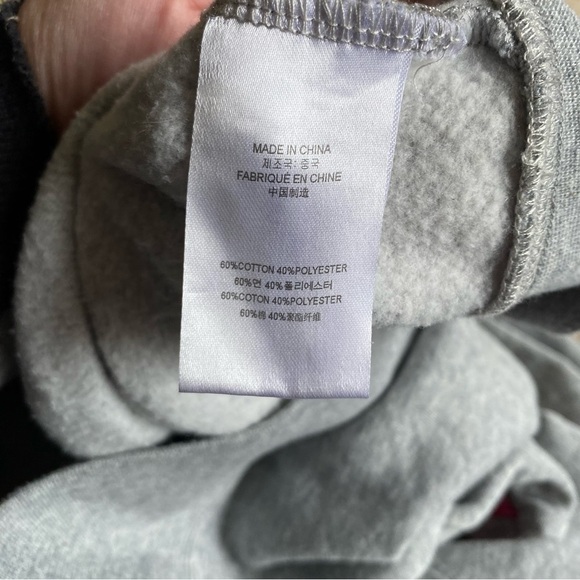 MADE IN CHINA
제조국: 중국
FABRIQUÉ EN CHINE
中国制造
60%COTTON 40%POLYESTER
60%면 40%폴리에스터
60%COTON 40%POLYESTER
60%棉 40%聚酯纤维